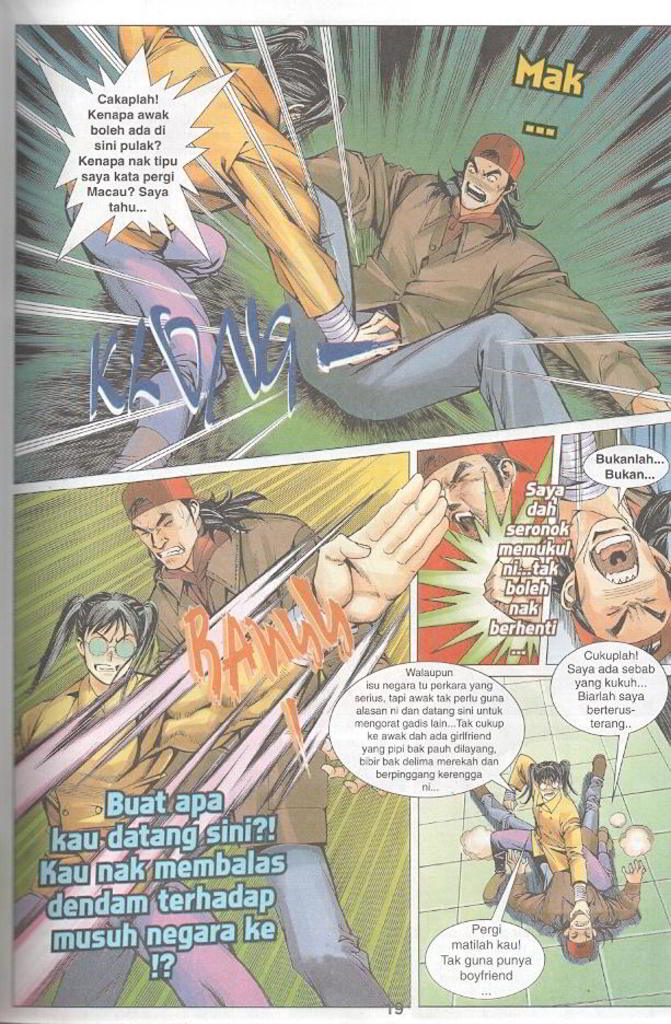 Cakaplah!
Kenapa awak
boleh ada di
sini pulak?
Kenapa nak tipu
saya kata pergi
Macau? Saya
tahu...
Mak
...
KLANG
Buat apa
kau datang sini?!
Kau nak membalas
dendam terhadap
musuh negara ke
!?
Saya
dah
seronok
memukul
ni...tak
boleh
nak
berhenti
...
Bukanlah...
Bukan...
Walaupun
isu negara tu perkara yang
serius, tapi awak tak perlu guna
alasan ni dan datang sini untuk
mengorat gadis lain...Tak cukup
ke awak dah ada girlfriend
yang pipi bak pauh dilayang,
bibir bak delima merekah dan
berpinggang kerengga
ni...
Cukuplah!
Saya ada sebab
yang kukuh...
Biarlah saya
berterus-
terang..
Pergi
matilah kau!
Tak guna punya
boyfriend
...
19